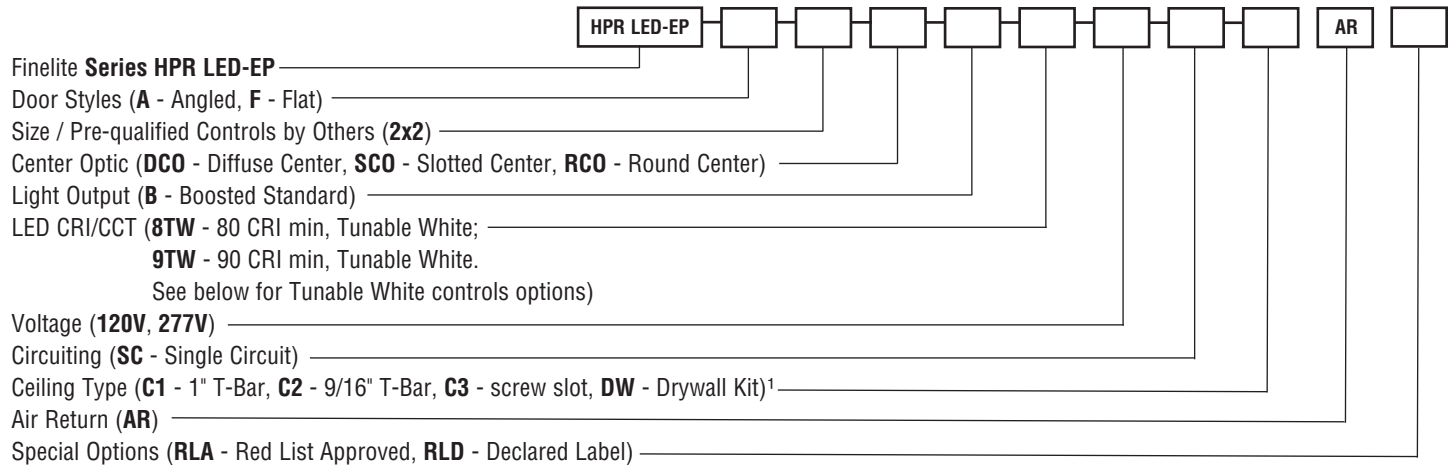 HPR LED-EP AR
Finelite Series HPR LED-EP
Door Styles (A - Angled, F - Flat)
Size / Pre-qualified Controls by Others (2x2)
Center Optic (DCO - Diffuse Center, SCO - Slotted Center, RCO - Round Center)
Light Output (B - Boosted Standard)
LED CRI/CCT (8TW - 80 CRI min, Tunable White;
9TW - 90 CRI min, Tunable White.
See below for Tunable White controls options)
Voltage (120V, 277V)
Circuiting (SC - Single Circuit)
Ceiling Type (C1 - 1" T-Bar, C2 - 9/16" T-Bar, C3 - screw slot, DW - Drywall Kit)¹
Air Return (AR)
Special Options (RLA - Red List Approved, RLD - Declared Label)